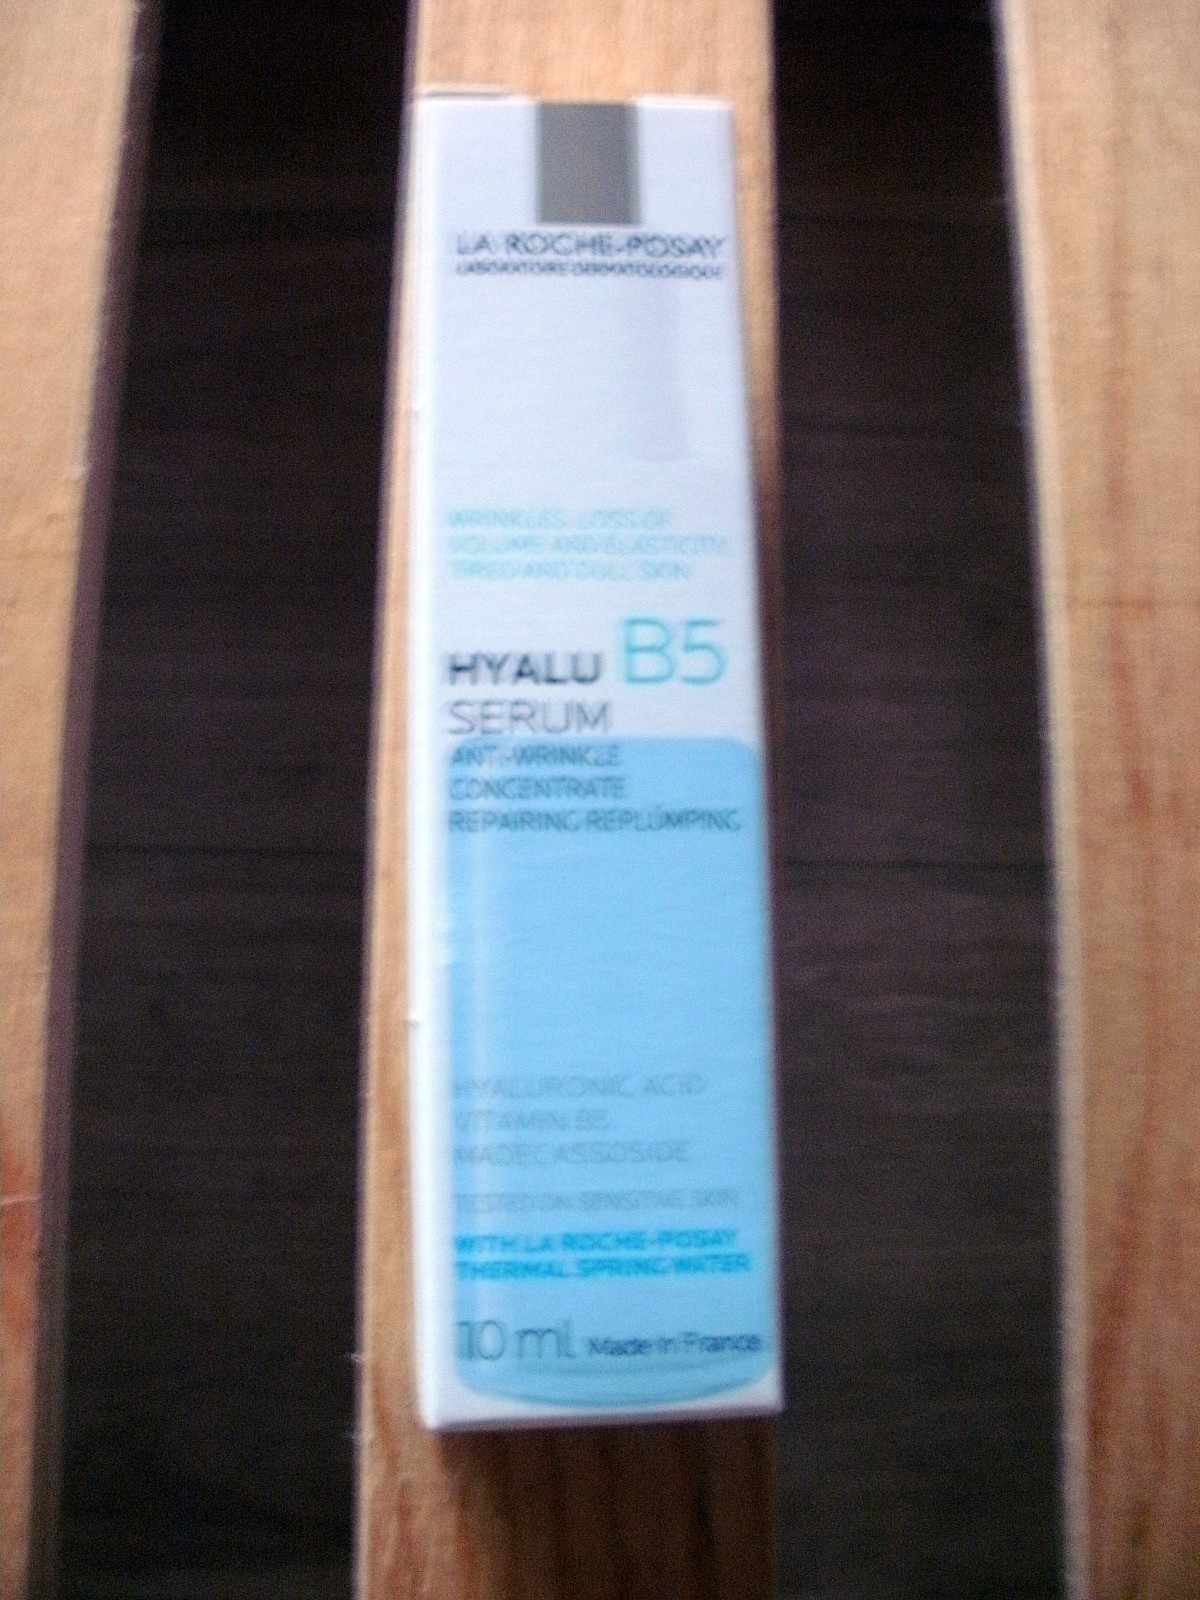 LA ROCHE-POSAY
LABORATOIRE DERMATOLOGIQUE
WRINKLES, LOSS OF
VOLUME AND ELASTICITY,
TIRED AND DULL SKIN
HYALU B5
SERUM
ANTI-WRINKLE
CONCENTRATE
REPAIRING REPLUMPING
HYALURONIC ACID
VITAMIN B5.
MADECASSOSIDE
TESTED ON SENSITIVE SKIN
WITH LA ROCHE-POSAY
THERMAL SPRING WATER
10 ml Made in France